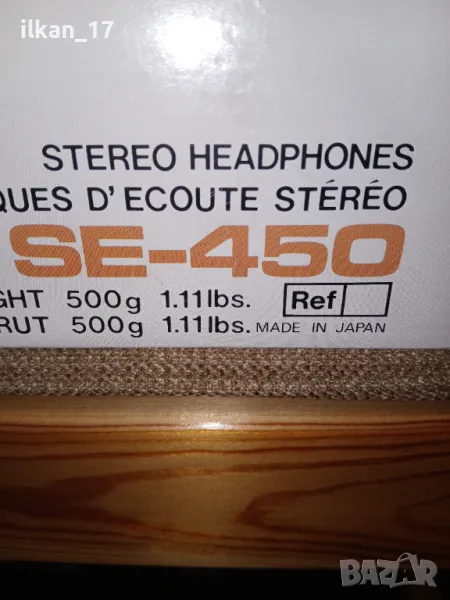 ilkan_17
STEREO HEADPHONES
QUES D'ECOUTE STÉRÉO
SE-450
GHT 500g 1.11lbs. Ref
RUT 500g 1.11lbs. MADE IN JAPAN
BAZAR